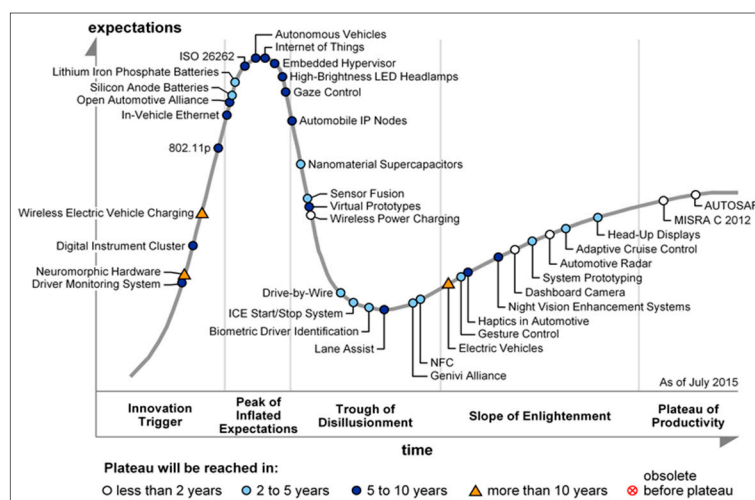 expectations
Autonomous Vehicles
Internet of Things
ISO 26262
Embedded Hypervisor
Lithium Iron Phosphate Batteries
High-Brightness LED Headlamps
Silicon Anode Batteries
Gaze Control
Open Automotive Alliance
In-Vehicle Ethernet
Automobile IP Nodes
802.11p
Nanomaterial Supercapacitors
Sensor Fusion
Virtual Prototypes
Wireless Power Charging
Wireless Electric Vehicle Charging
AUTOSAR
MISRA C 2012
Head-Up Displays
Digital Instrument Cluster
Adaptive Cruise Control
Automotive Radar
Neuromorphic Hardware
System Prototyping
Driver Monitoring System
Drive-by-Wire
Dashboard Camera
Night Vision Enhancement Systems
ICE Start/Stop System
Haptics in Automotive
Biometric Driver Identification
Gesture Control
Lane Assist
Electric Vehicles
NFC
Genivi Alliance
As of July 2015
Innovation
Trigger
Peak of
Inflated
Expectations
Trough of
Disillusionment
Slope of Enlightenment
Plateau of
Productivity
time
Plateau will be reached in:
less than 2 years
2 to 5 years
5 to 10 years
more than 10 years
obsolete
before plateau